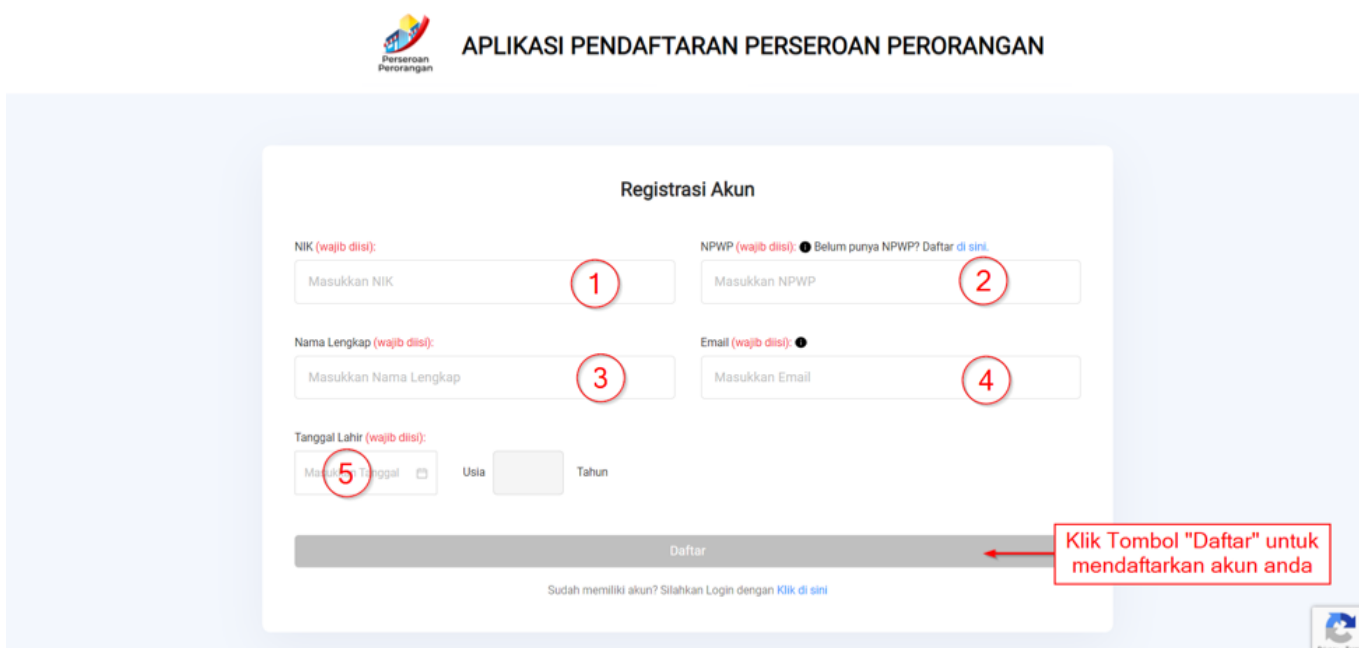 Perseroan
Perorangan
APLIKASI PENDAFTARAN PERSEROAN PERORANGAN
Registrasi Akun
NIK (wajib diisi):
NPWP (wajib diisi): Belum punya NPWP? Daftar di sini.
Masukkan NIK
1
Masukkan NPWP
2
Nama Lengkap (wajib diisi):
Email (wajib diisi):
Masukkan Nama Lengkap
3
Masukkan Email
4
Tanggal Lahir (wajib diisi):
Masukkan Tanggal
5
Usia
Tahun
Daftar
Klik Tombol "Daftar" untuk
mendaftarkan akun anda
Sudah memiliki akun? Silahkan Login dengan Klik di sini